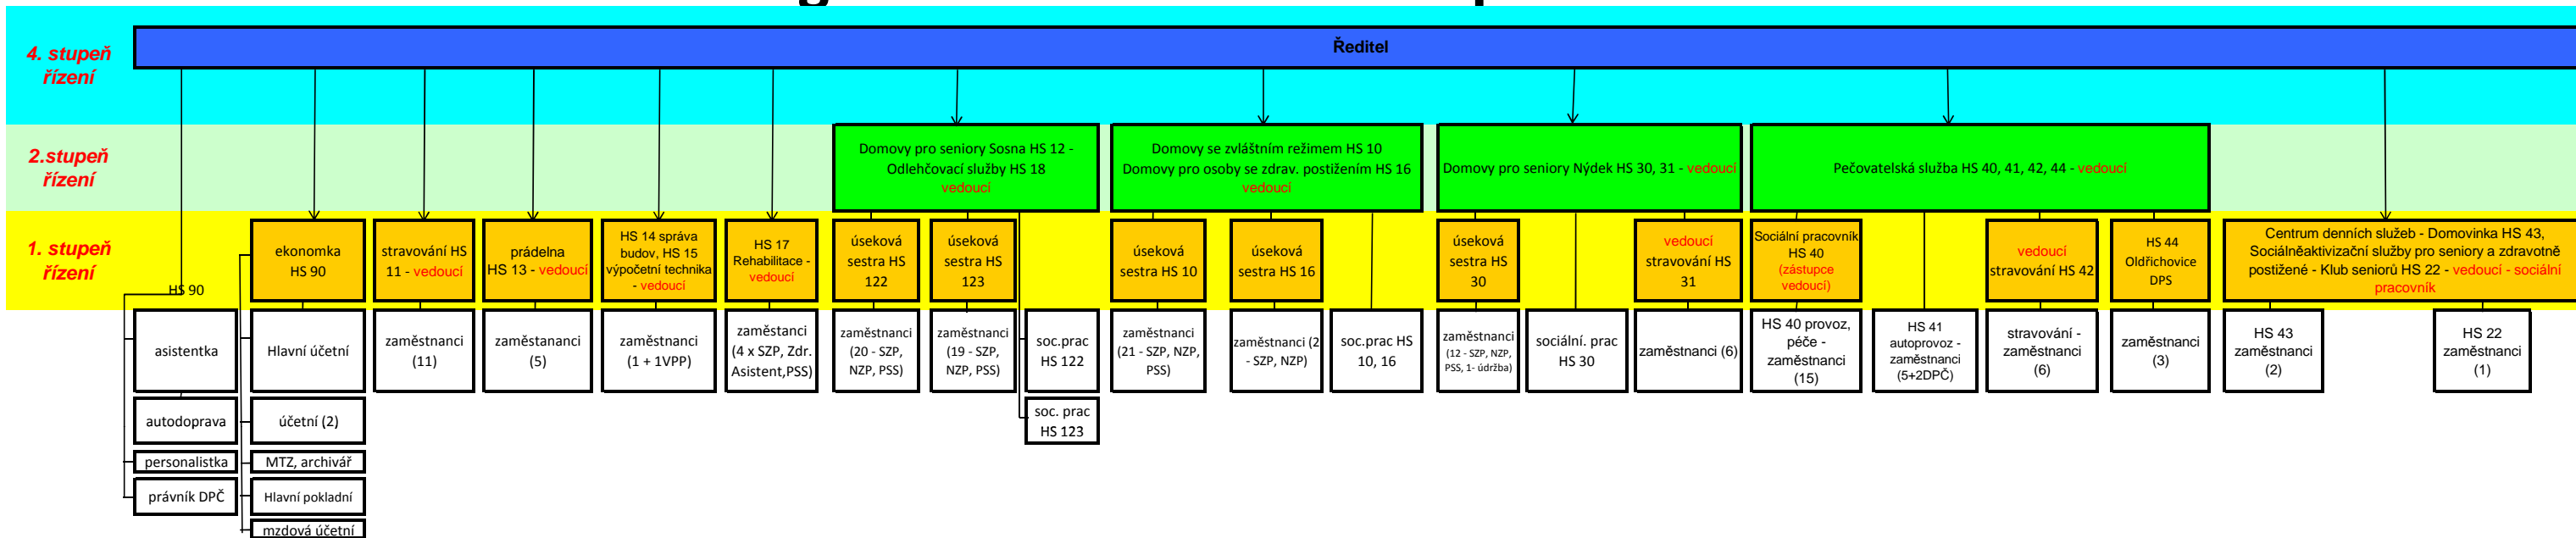 4. stupeň
řízení
Ředitel
2.stupeň
řízení
Domovy pro seniory Sosna HS 12 -
Odlehčovací služby HS 18
vedoucí
Domovy se zvláštním režimem HS 10
Domovy pro osoby se zdrav. postižením HS 16
vedoucí
Domovy pro seniory Nýdek HS 30, 31 - vedoucí
Pečovatelská služba HS 40, 41, 42, 44 - vedoucí
1. stupeň
řízení
HS 90
ekonomka
HS 90
stravování HS
11 - vedoucí
prádelna
HS 13 - vedoucí
HS 14 správa
budov, HS 15
výpočetní technika
- vedoucí
HS 17
Rehabilitace -
vedoucí
úseková
sestra HS
122
úseková
sestra HS
123
úseková
sestra HS 10
úseková
sestra HS 16
úseková
sestra HS
30
vedoucí
stravování HS
31
Sociální pracovník
HS 40
(zástupce
vedoucí)
vedoucí
stravování HS 42
HS 44
Oldřichovice
DPS
Centrum denních služeb - Domovinka HS 43,
Sociálněaktivizační služby pro seniory a zdravotně
postižené - Klub seniorů HS 22 - vedoucí - sociální
pracovník
asistentka
Hlavní účetní
zaměstnanci
(11)
zaměstananci
(5)
zaměstnanci
(1 + 1VPP)
zaměstanci
(4 x SZP, Zdr.
Asistent,PSS)
zaměstnanci
(20 - SZP,
NZP, PSS)
zaměstnanci
(19 - SZP,
NZP, PSS)
soc.prac
HS 122
zaměstnanci
(21 - SZP, NZP,
PSS)
zaměstnanci (2
- SZP, NZP)
soc.prac HS
10, 16
zaměstnanci
(12 - SZP, NZP,
PSS, 1- údržba)
sociální. prac
HS 30
zaměstnanci (6)
HS 40 provoz,
péče -
zaměstnanci
(15)
HS 41
autoprovoz -
zaměstnanci
(5+2DPČ)
stravování -
zaměstnanci
(6)
zaměstnanci
(3)
HS 43
zaměstnanci
(2)
HS 22
zaměstnanci
(1)
autodoprava
účetní (2)
soc. prac
HS 123
personalistka
MTZ, archivář
právník DPČ
Hlavní pokladní
mzdová účetní